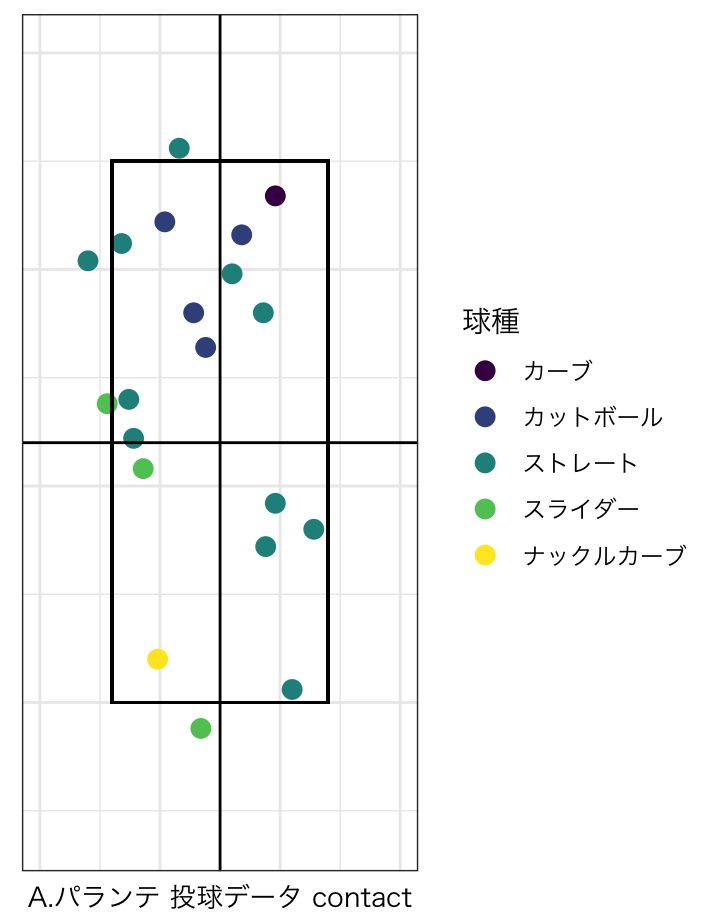 球種
カーブ
カットボール
ストレート
スライダー
ナックルカーブ
A.パランテ 投球データ contact